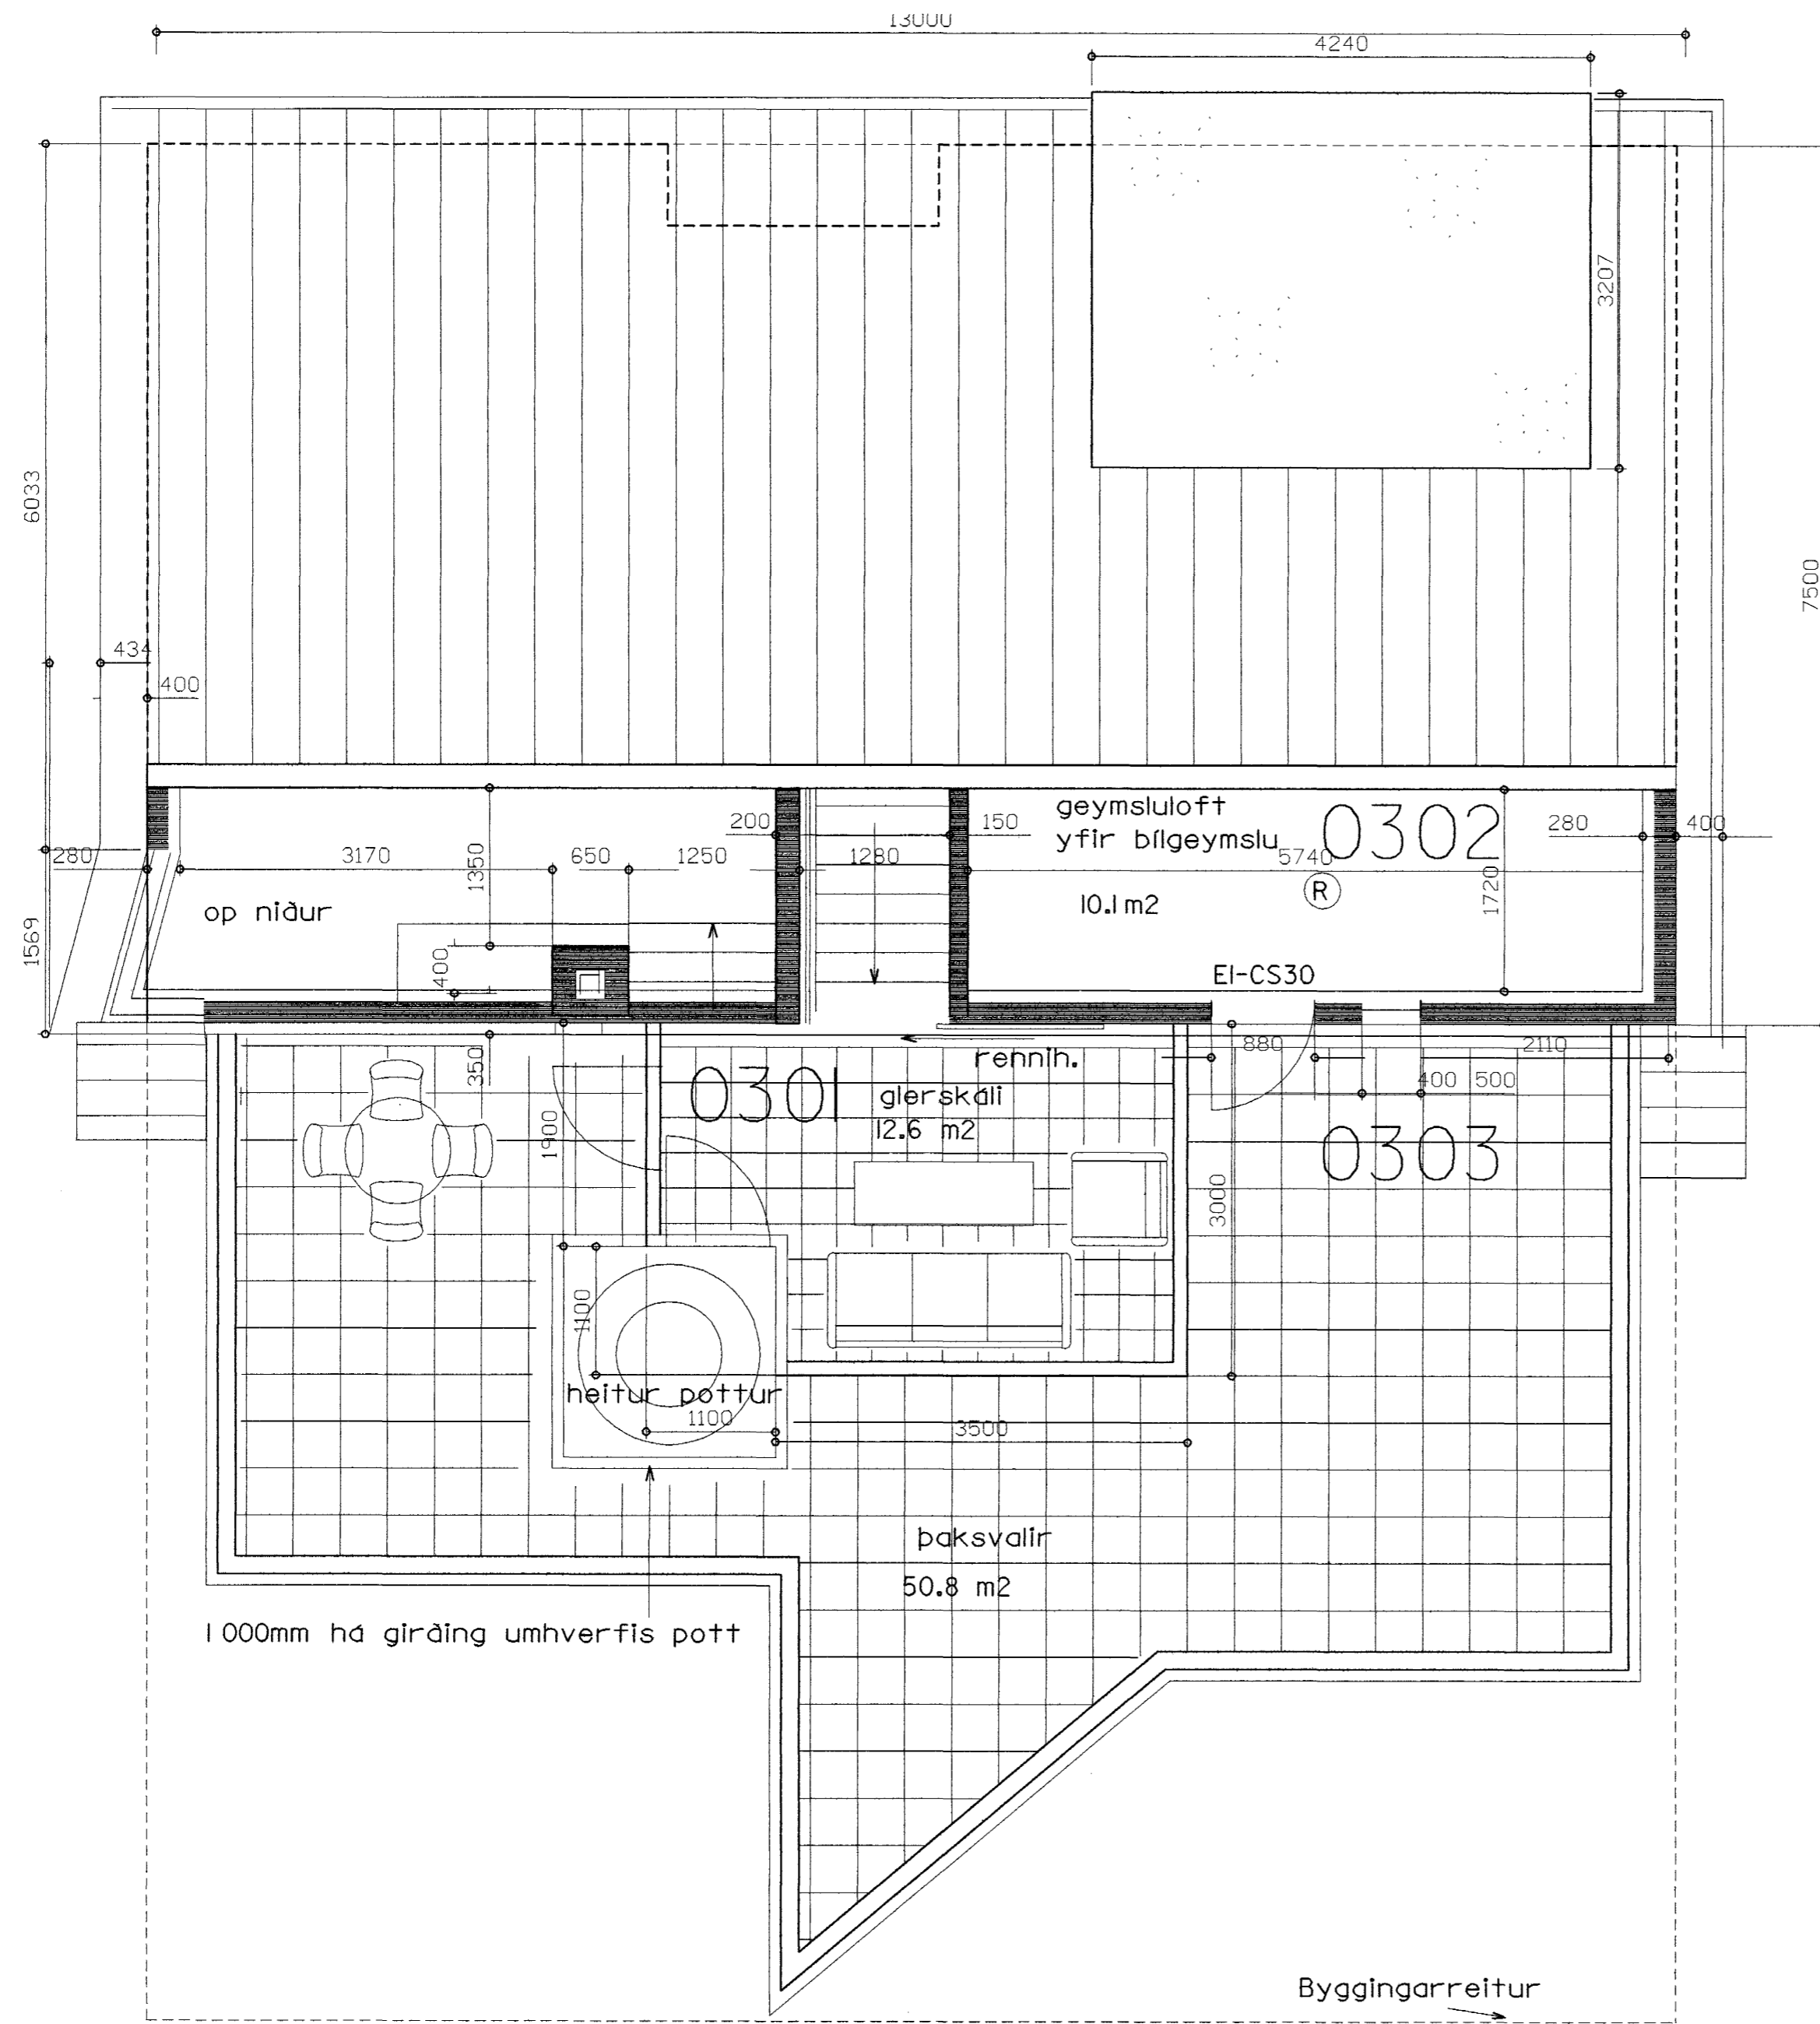 13000
4240
3207
6033
7500
434
400
geymsluloft
yfir bílgeymslu
0302
200
150
280
400
280
3170
650
1250
1280
5740
1350
1720
op niður
10.1 m2
R
1569
400
EI-CS30
350
rennih.
880
2110
0301
glerskáli
12.6 m2
400
500
1900
0303
3000
1100
heitur pottur
1100
3500
þaksvalir
50.8 m2
1000mm há girðing umhverfis pott
Byggingarreitur